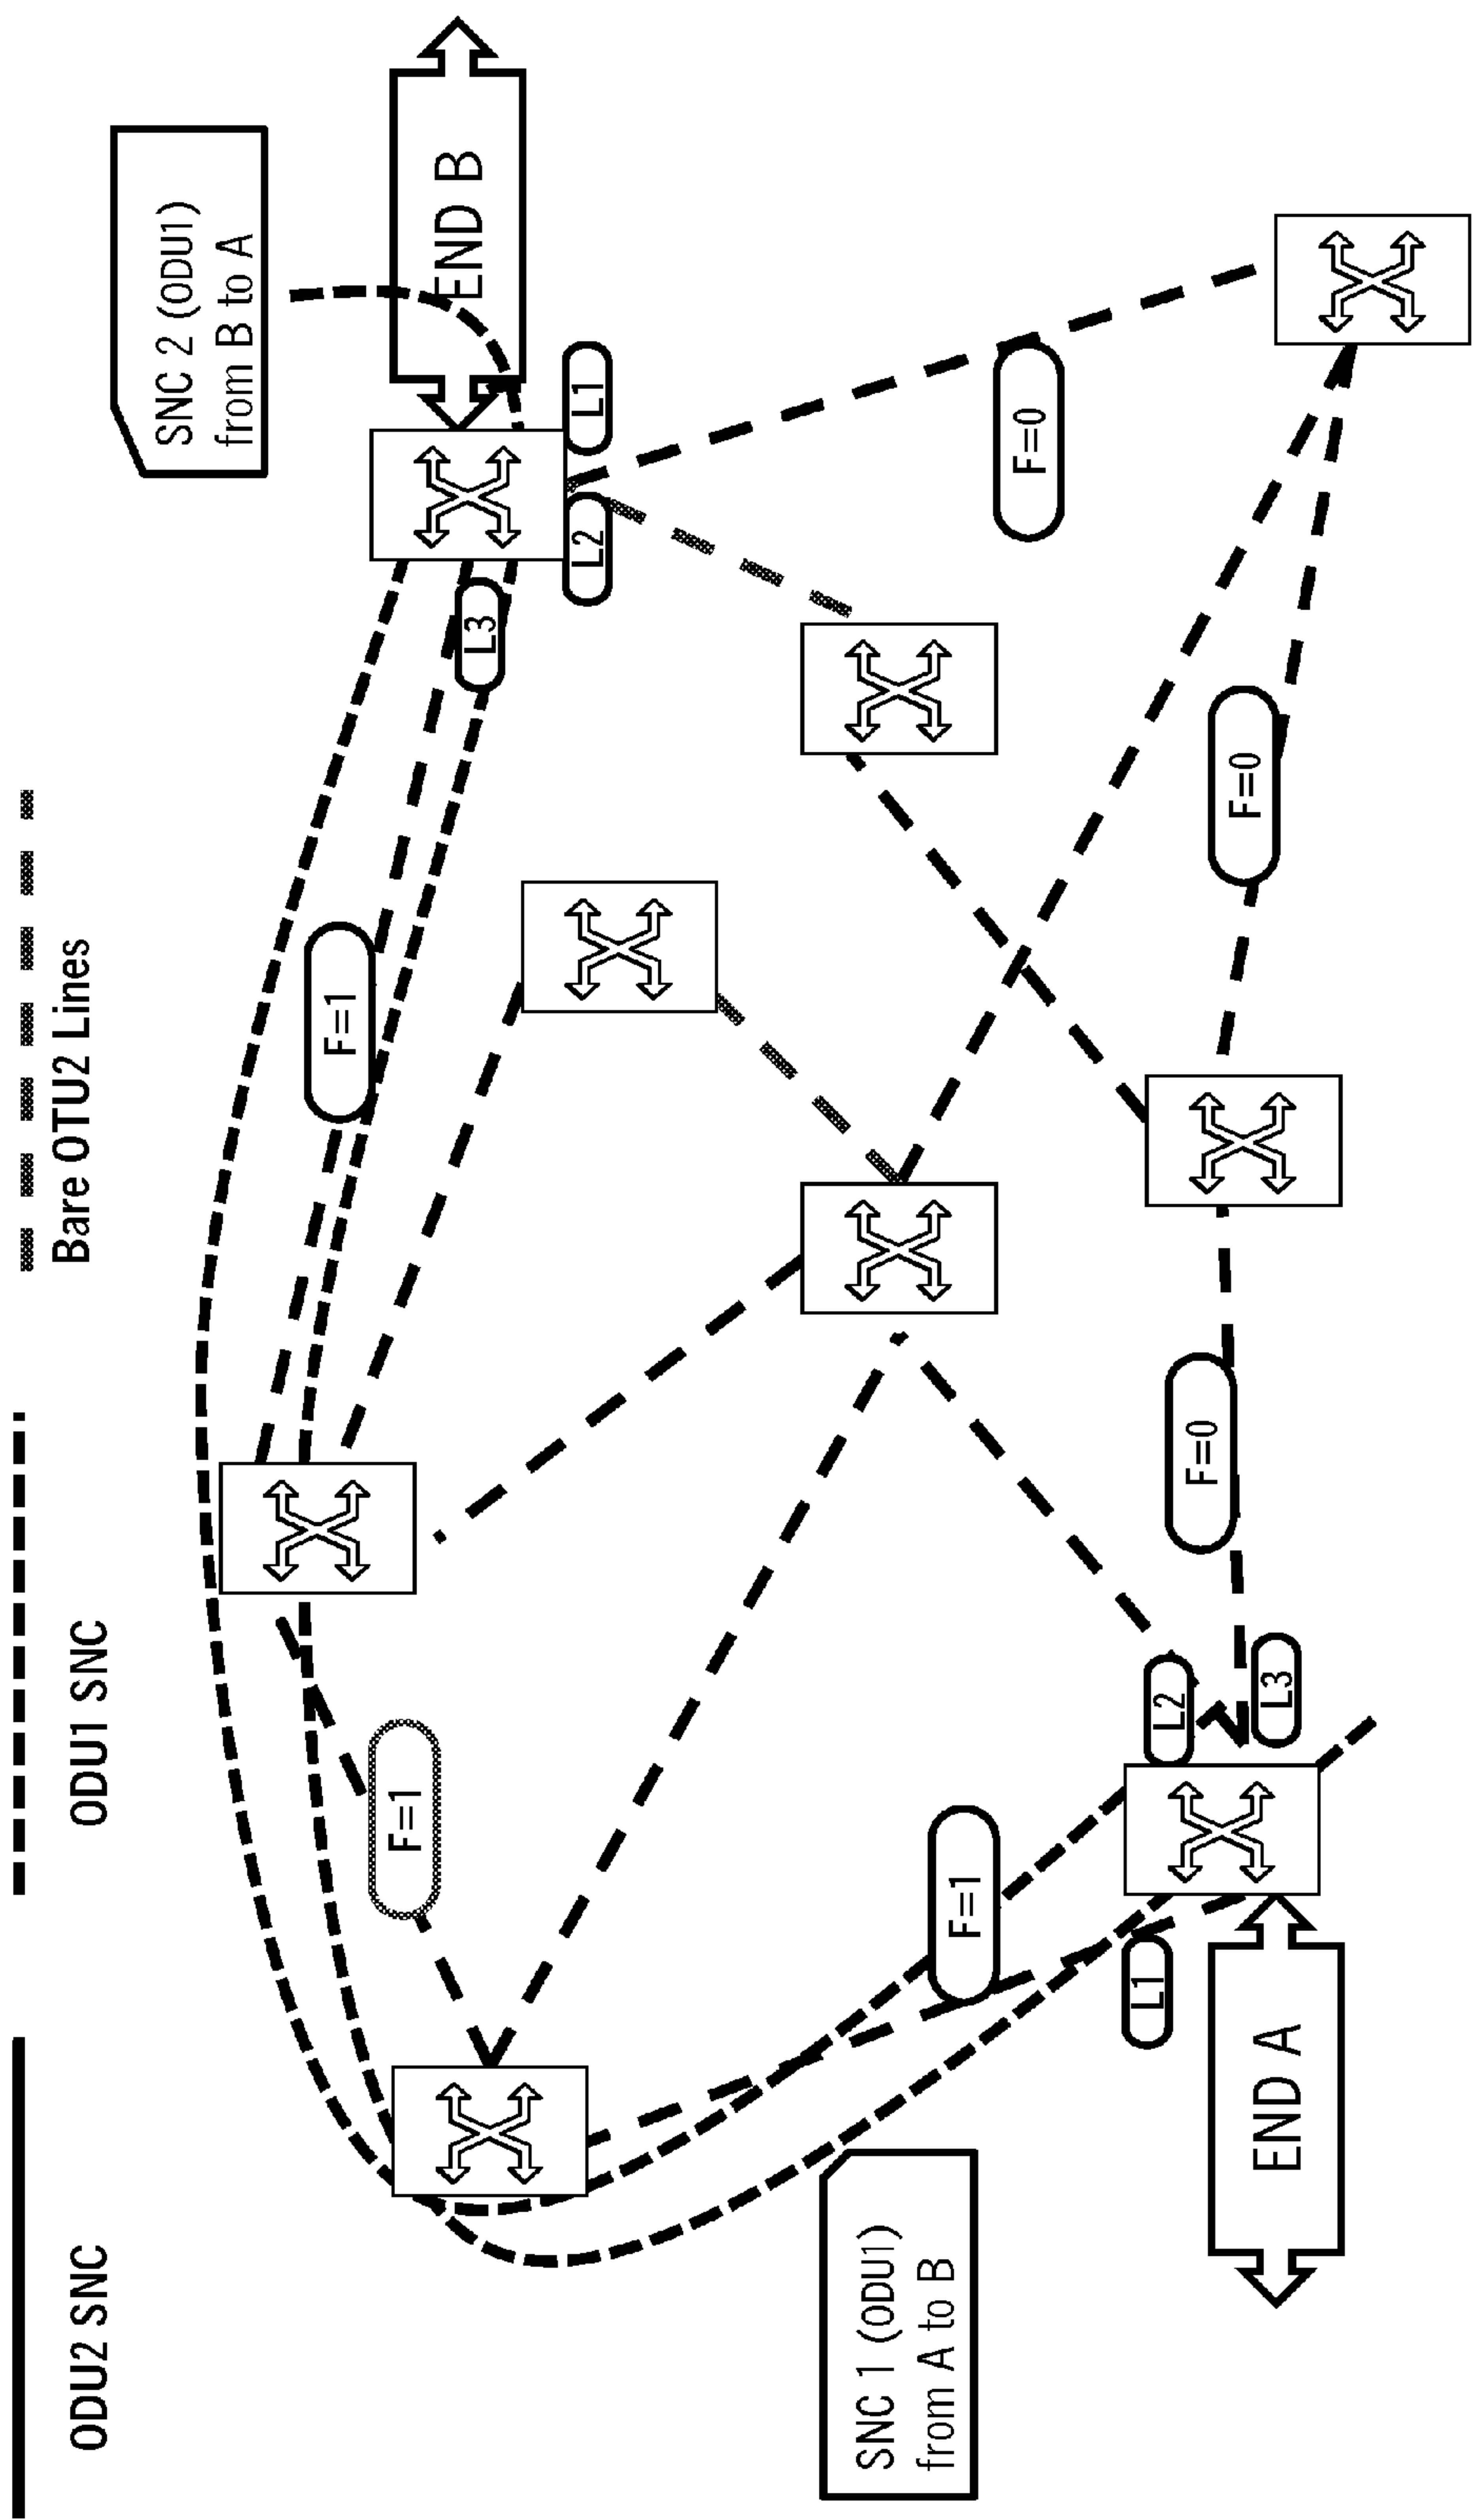 ODU2 SNC
ODU1 SNC
Bare OTU2 Lines
SNC 2 (ODU1)
from B to A
F=1
F=1
END B
L3
L2
L1
SNC 1 (ODU1)
from A to B
F=1
F=0
L1
L2
F=0
F=0
END A
L3